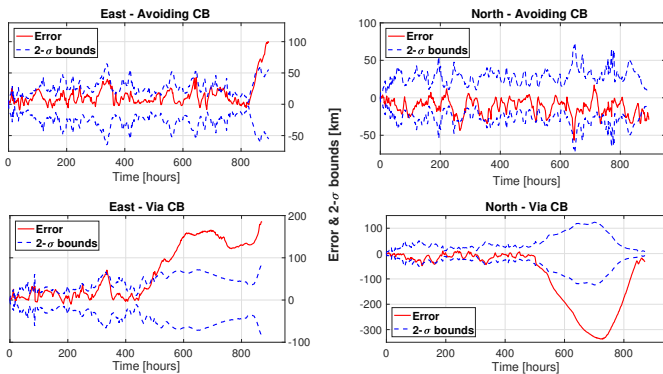 East - Avoiding CB
Error
2-σ bounds
100
50
0
-50
0 200 400 600 800
Time [hours]
North - Avoiding CB
Error
2-σ bounds
100
50
0
-50
0 200 400 600 800
Time [hours]
Error & 2-σ bounds [km]
East - Via CB
Error
2-σ bounds
200
100
0
-100
0 200 400 600 800
Time [hours]
North - Via CB
Error
2-σ bounds
100
0
-100
-200
-300
0 200 400 600 800
Time [hours]